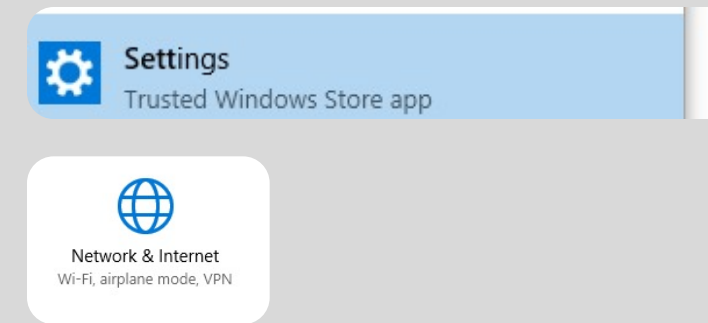 Settings
Trusted Windows Store app
Network & Internet
Wi-Fi, airplane mode, VPN